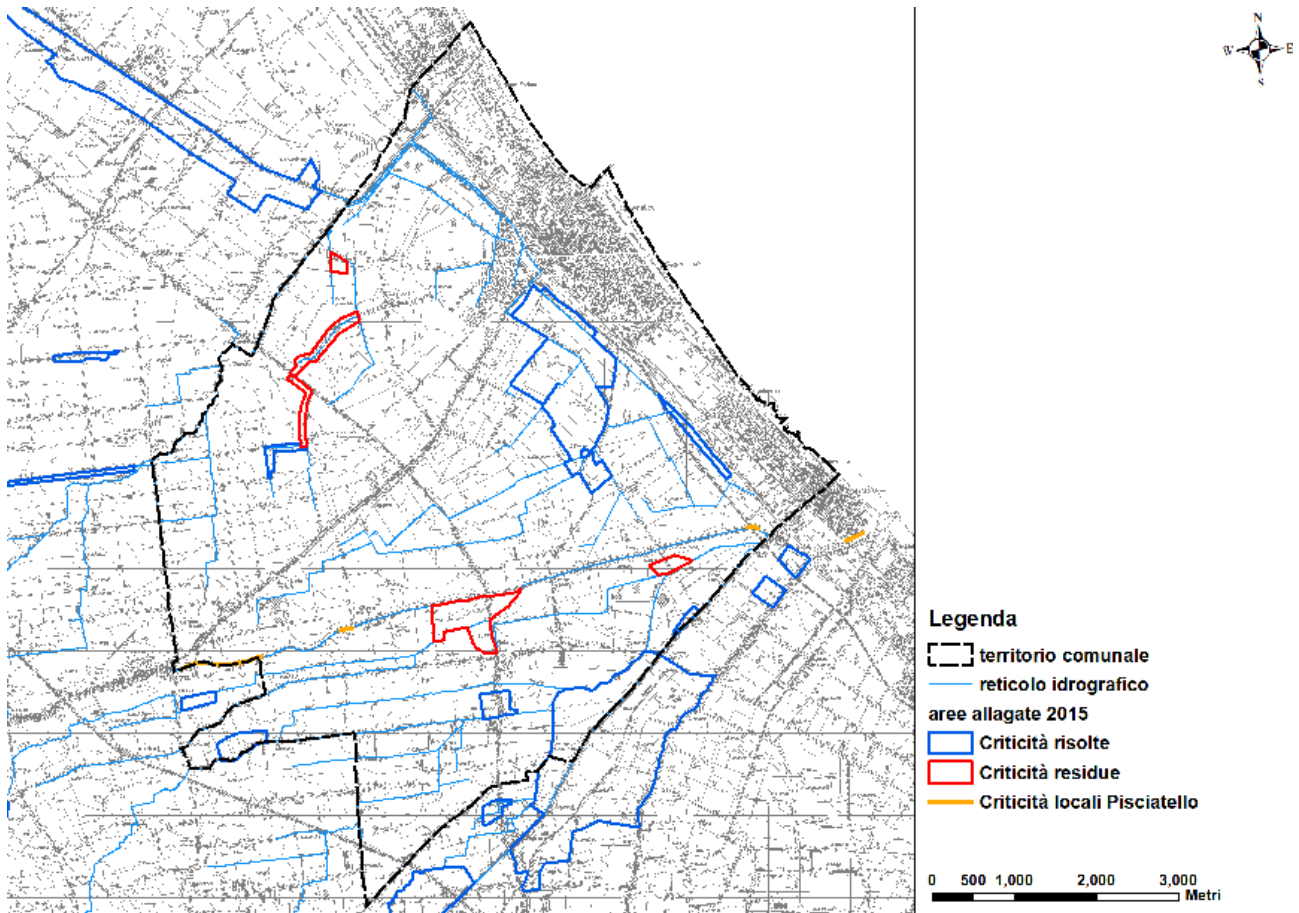 N
W E
S
Legenda
territorio comunale
reticolo idrografico
aree allagate 2015
Criticità risolte
Criticità residue
Criticità locali Pisciatello
0 500 1,000 2,000 3,000
Metri